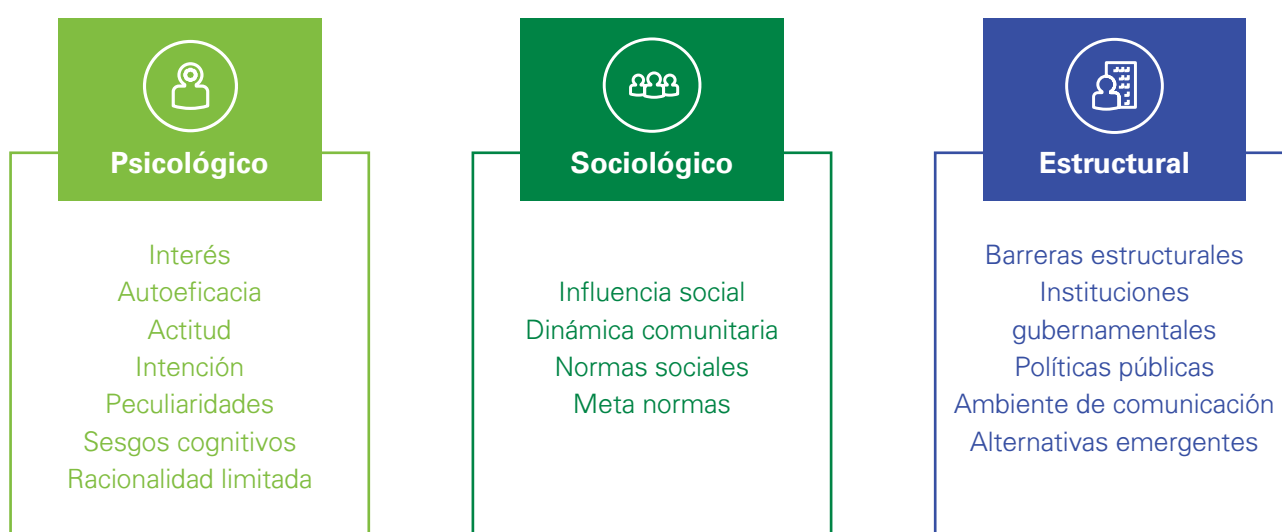 Psicológico
Interés
Autoeficacia
Actitud
Intención
Peculiaridades
Sesgos cognitivos
Racionalidad limitada
Sociológico
Influencia social
Dinámica comunitaria
Normas sociales
Meta normas
Estructural
Barreras estructurales
Instituciones
gubernamentales
Políticas públicas
Ambiente de comunicación
Alternativas emergentes